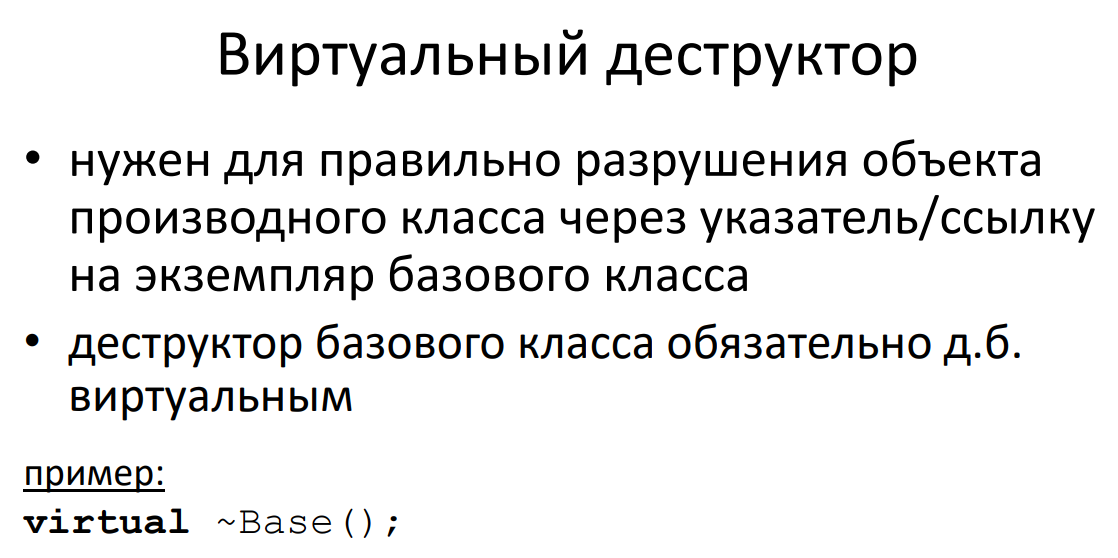 Виртуальный деструктор
• нужен для правильно разрушения объекта
производного класса через указатель/ссылку
на экземпляр базового класса
• деструктор базового класса обязательно д.б.
виртуальным
пример:
virtual ~Base();